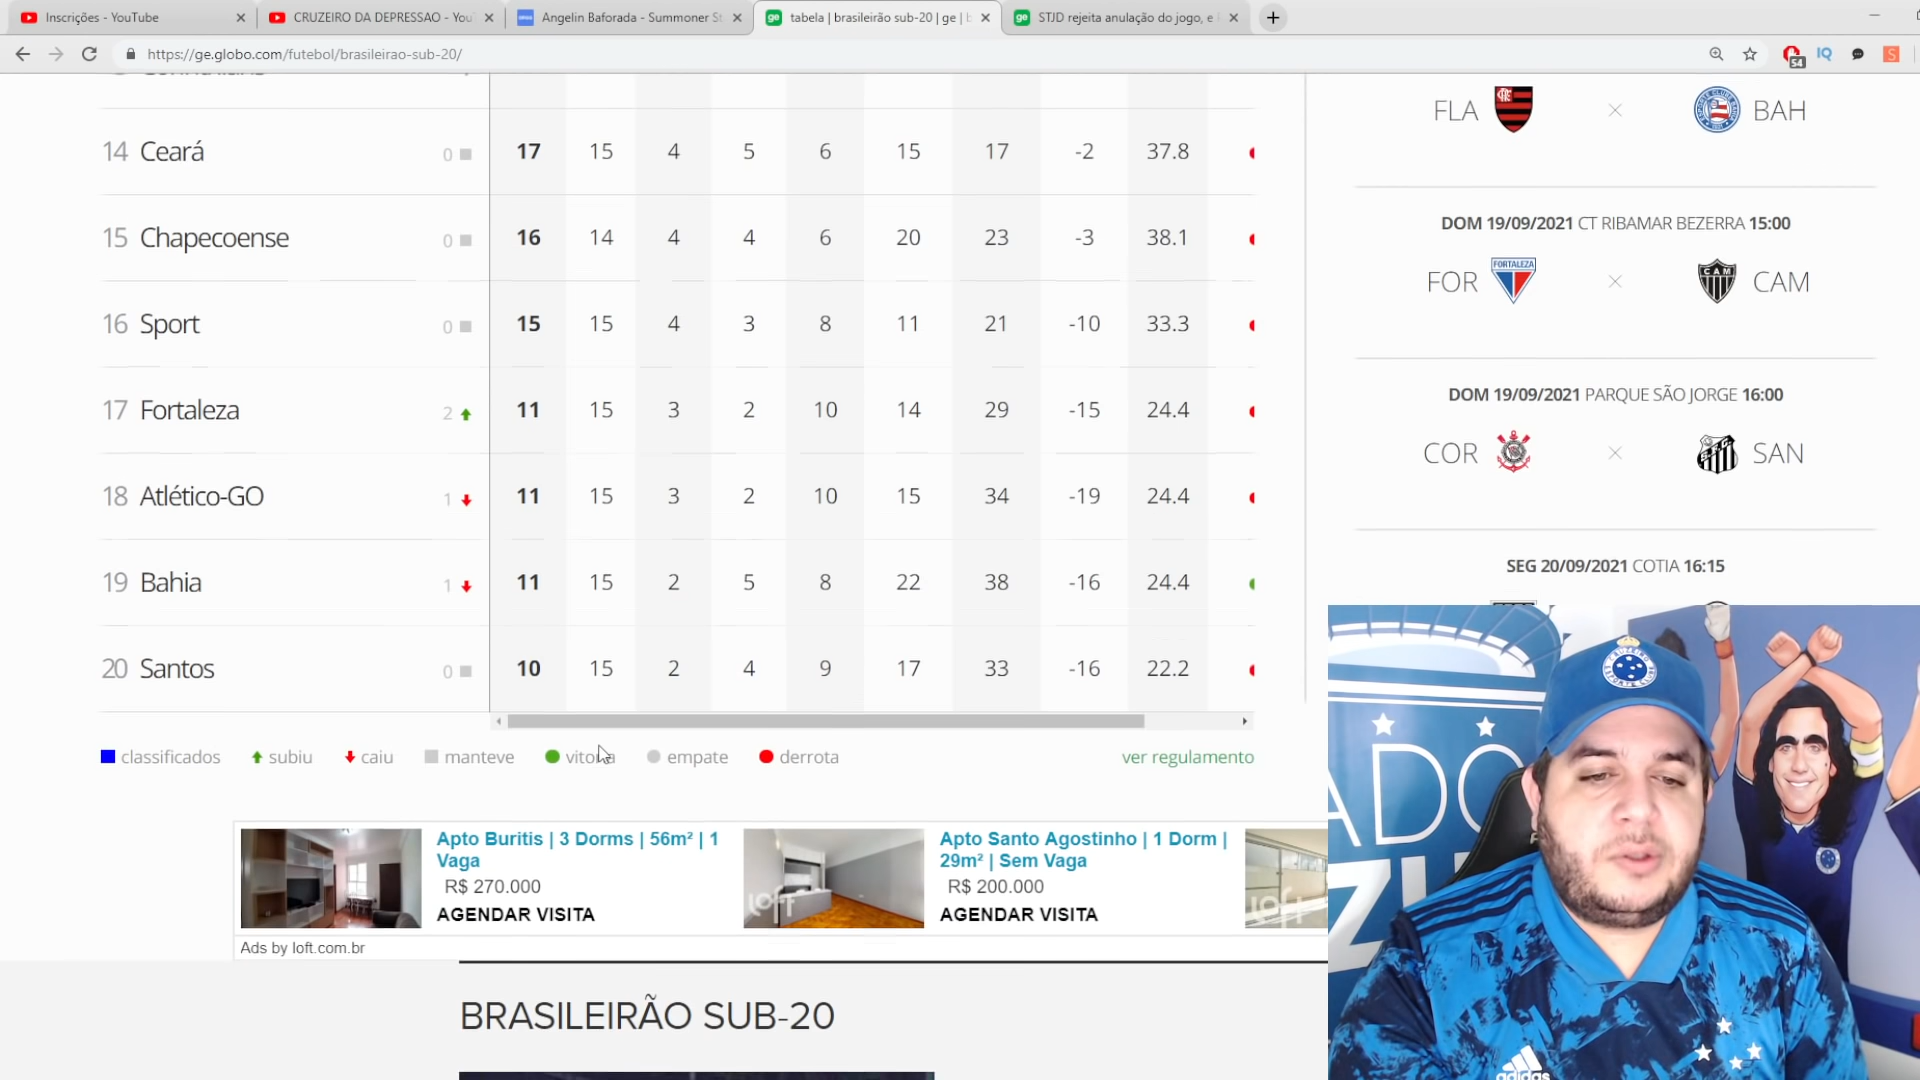 Inscrições - YouTube
CRUZEIRO DA DEPRESSAO - You
Angelin Baforada - Summoner St
tabela | brasileirão sub-20 | ge | b
STJD rejeita anulação do jogo, e
https://ge.globo.com/futebol/brasileirao-sub-20/
54
IQ
S
14 Ceará 0 17 15 4 5 6 15 17 -2 37.8
15 Chapecoense 0 16 14 4 4 6 20 23 -3 38.1
16 Sport 0 15 15 4 3 8 11 21 -10 33.3
17 Fortaleza 2 11 15 3 2 10 14 29 -15 24.4
18 Atlético-GO 1 11 15 3 2 10 15 34 -19 24.4
19 Bahia 1 11 15 2 5 8 22 38 -16 24.4
20 Santos 0 10 15 2 4 9 17 33 -16 22.2
classificados subiu caiu manteve vitória empate derrota
ver regulamento
FLA × BAH
DOM 19/09/2021 CT RIBAMAR BEZERRA 15:00
FOR FORTALEZA × CAM CAM
DOM 19/09/2021 PARQUE SÃO JORGE 16:00
COR × SAN
SEG 20/09/2021 COTIA 16:15
Apto Buritis | 3 Dorms | 56m² | 1
Vaga
R$ 270.000
AGENDAR VISITA
Apto Santo Agostinho | 1 Dorm |
29m² | Sem Vaga
R$ 200.000
AGENDAR VISITA
Loft
Ads by loft.com.br
BRASILEIRÃO SUB-20
ADO
ZU
adidas